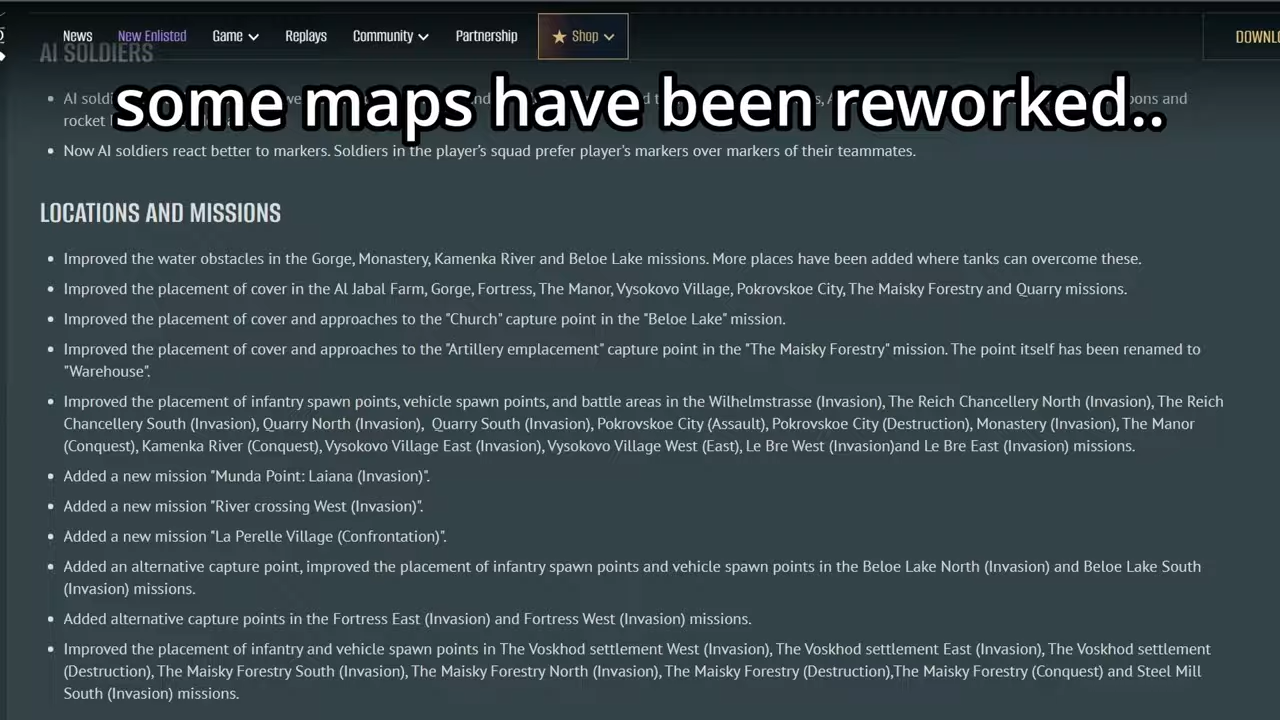 News New Enlisted Game Replays Community Partnership Shop
AI SOLDIERS
some maps have been reworked..
AI
rocket
Now AI soldiers react better to markers. Soldiers in the player's squad prefer player's markers over markers of their teammates.
LOCATIONS AND MISSIONS
Improved the water obstacles in the Gorge, Monastery, Kamenka River and Beloe Lake missions. More places have been added where tanks can overcome these.
Improved the placement of cover in the Al Jabal Farm, Gorge, Fortress, The Manor, Vysokovo Village, Pokrovskoe City, The Maisky Forestry and Quarry missions.
Improved the placement of cover and approaches to the "Church" capture point in the "Beloe Lake" mission.
Improved the placement of cover and approaches to the "Artillery emplacement" capture point in the "The Maisky Forestry" mission. The point itself has been renamed to
"Warehouse".
Improved the placement of infantry spawn points, vehicle spawn points, and battle areas in the Wilhelmstrasse (Invasion), The Reich Chancellery North (Invasion), The Reich
Chancellery South (Invasion), Quarry North (Invasion), Quarry South (Invasion), Pokrovskoe City (Assault), Pokrovskoe City (Destruction), Monastery (Invasion), The Manor
(Conquest), Kamenka River (Conquest), Vysokovo Village East (Invasion), Vysokovo Village West (East), Le Bre West (Invasion)and Le Bre East (Invasion) missions.
Added a new mission "Munda Point: Laiana (Invasion)".
Added a new mission "River crossing West (Invasion)".
Added a new mission "La Perelle Village (Confrontation)".
Added an alternative capture point, improved the placement of infantry spawn points and vehicle spawn points in the Beloe Lake North (Invasion) and Beloe Lake South
(Invasion) missions.
Added alternative capture points in the Fortress East (Invasion) and Fortress West (Invasion) missions.
Improved the placement of infantry and vehicle spawn points in The Voskhod settlement West (Invasion), The Voskhod settlement East (Invasion), The Voskhod settlement
(Destruction), The Maisky Forestry South (Invasion), The Maisky Forestry North (Invasion), The Maisky Forestry (Destruction),The Maisky Forestry (Conquest) and Steel Mill
South (Invasion) missions.